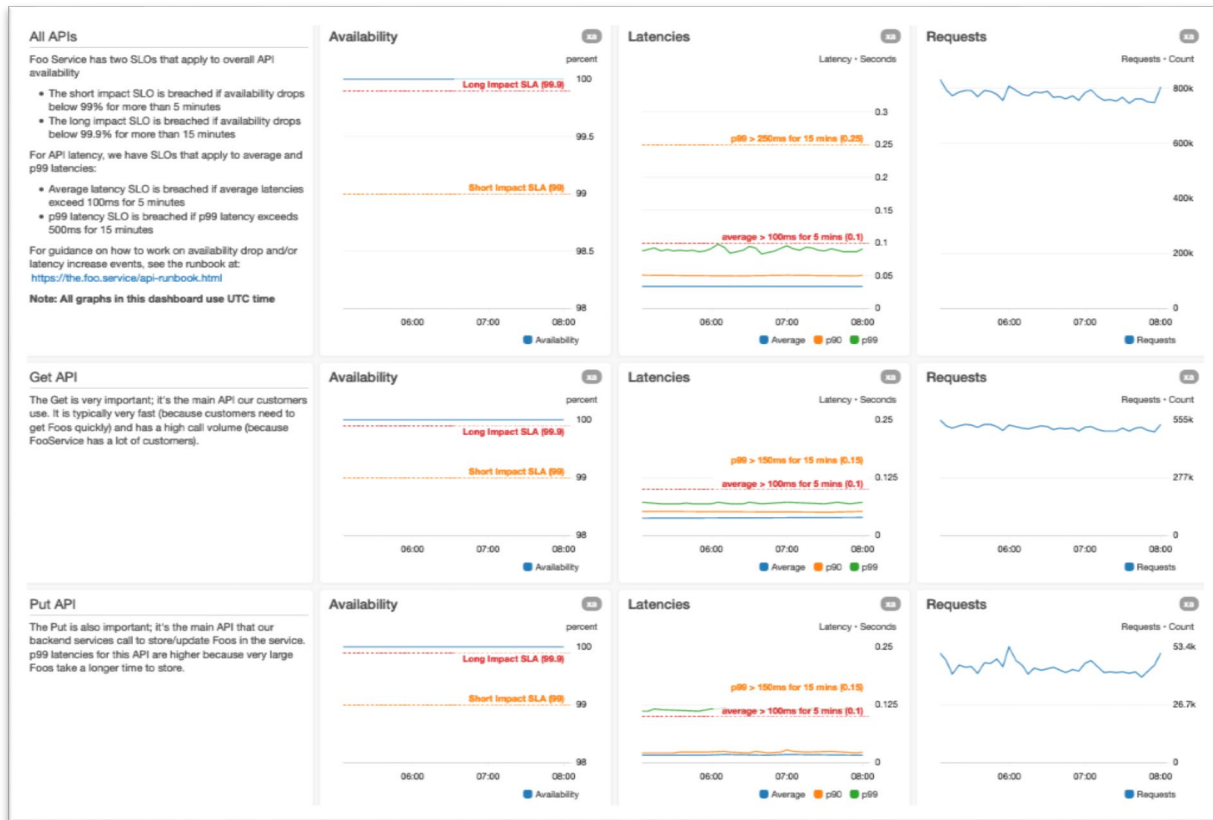 All APIs
Foo Service has two SLOs that apply to overall API
availability
• The short impact SLO is breached if availability drops
below 99% for more than 5 minutes
• The long impact SLO is breached if availability drops
below 99.9% for more than 15 minutes
For API latency, we have SLOs that apply to average and
p99 latencies:
• Average latency SLO is breached if average latencies
exceed 100ms for 5 minutes
• p99 latency SLO is breached if p99 latency exceeds
500ms for 15 minutes
For guidance on how to work on availability drop and/or
latency increase events, see the runbook at:
https://the.foo.service/api-runbook.html
Note: All graphs in this dashboard use UTC time
Availability
xa
percent
100
Long Impact SLA (99.9)
99.5
Short Impact SLA (99)
99
98.5
98
06:00 07:00 08:00
Availability
Latencies
xa
Latency • Seconds
0.3
p99 > 250ms for 15 mins (0.25)
0.25
0.2
0.15
average > 100ms for 5 mins (0.1)
0.1
0.05
0
06:00 07:00 08:00
Average p90 p99
Requests
xa
Requests • Count
800k
600k
400k
200k
0
06:00 07:00 08:00
Requests
Get API
The Get is very important; it's the main API our customers
use. It is typically very fast (because customers need to
get Foos quickly) and has a high call volume (because
FooService has a lot of customers).
Availability
xa
percent
100
Long Impact SLA (99.9)
Short Impact SLA (99)
99
98
06:00 07:00 08:00
Availability
Latencies
xa
Latency • Seconds
0.25
p99 > 150ms for 15 mins (0.15)
0.125
average > 100ms for 5 mins (0.1)
0
06:00 07:00 08:00
Average p90 p99
Requests
xa
Requests • Count
555k
277k
0
06:00 07:00 08:00
Requests
Put API
The Put is also important; it's the main API that our
backend services call to store/update Foos in the service.
p99 latencies for this API are higher because very large
Foos take a longer time to store.
Availability
xa
percent
100
Long Impact SLA (99.9)
Short Impact SLA (99)
99
98
06:00 07:00 08:00
Availability
Latencies
xa
Latency • Seconds
0.25
p99 > 150ms for 15 mins (0.15)
0.125
average > 100ms for 5 mins (0.1)
0
06:00 07:00 08:00
Average p90 p99
Requests
xa
Requests • Count
53.4k
26.7k
0
06:00 07:00 08:00
Requests